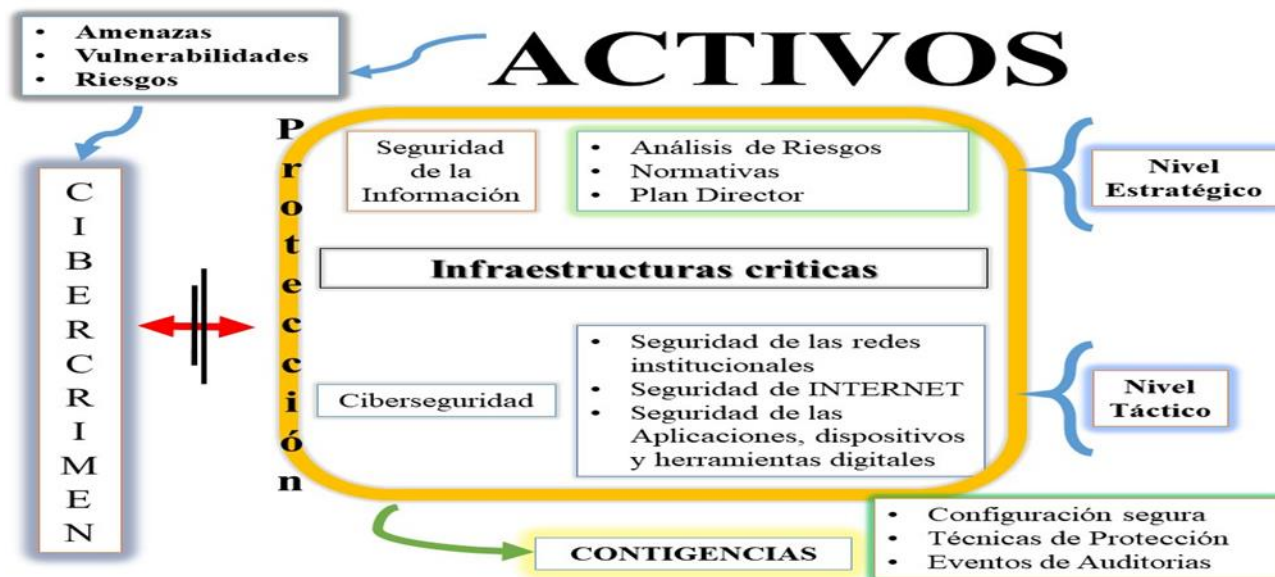 ACTIVOS
• Amenazas
• Vulnerabilidades
• Riesgos
CIBERCRIMEN
Protección
Seguridad
de la
Información
• Análisis de Riesgos
• Normativas
• Plan Director
Nivel
Estratégico
Infraestructuras criticas
Ciberseguridad
• Seguridad de las redes
institucionales
• Seguridad de INTERNET
• Seguridad de las
Aplicaciones, dispositivos
y herramientas digitales
Nivel
Táctico
CONTIGENCIAS
• Configuración segura
• Técnicas de Protección
• Eventos de Auditorias